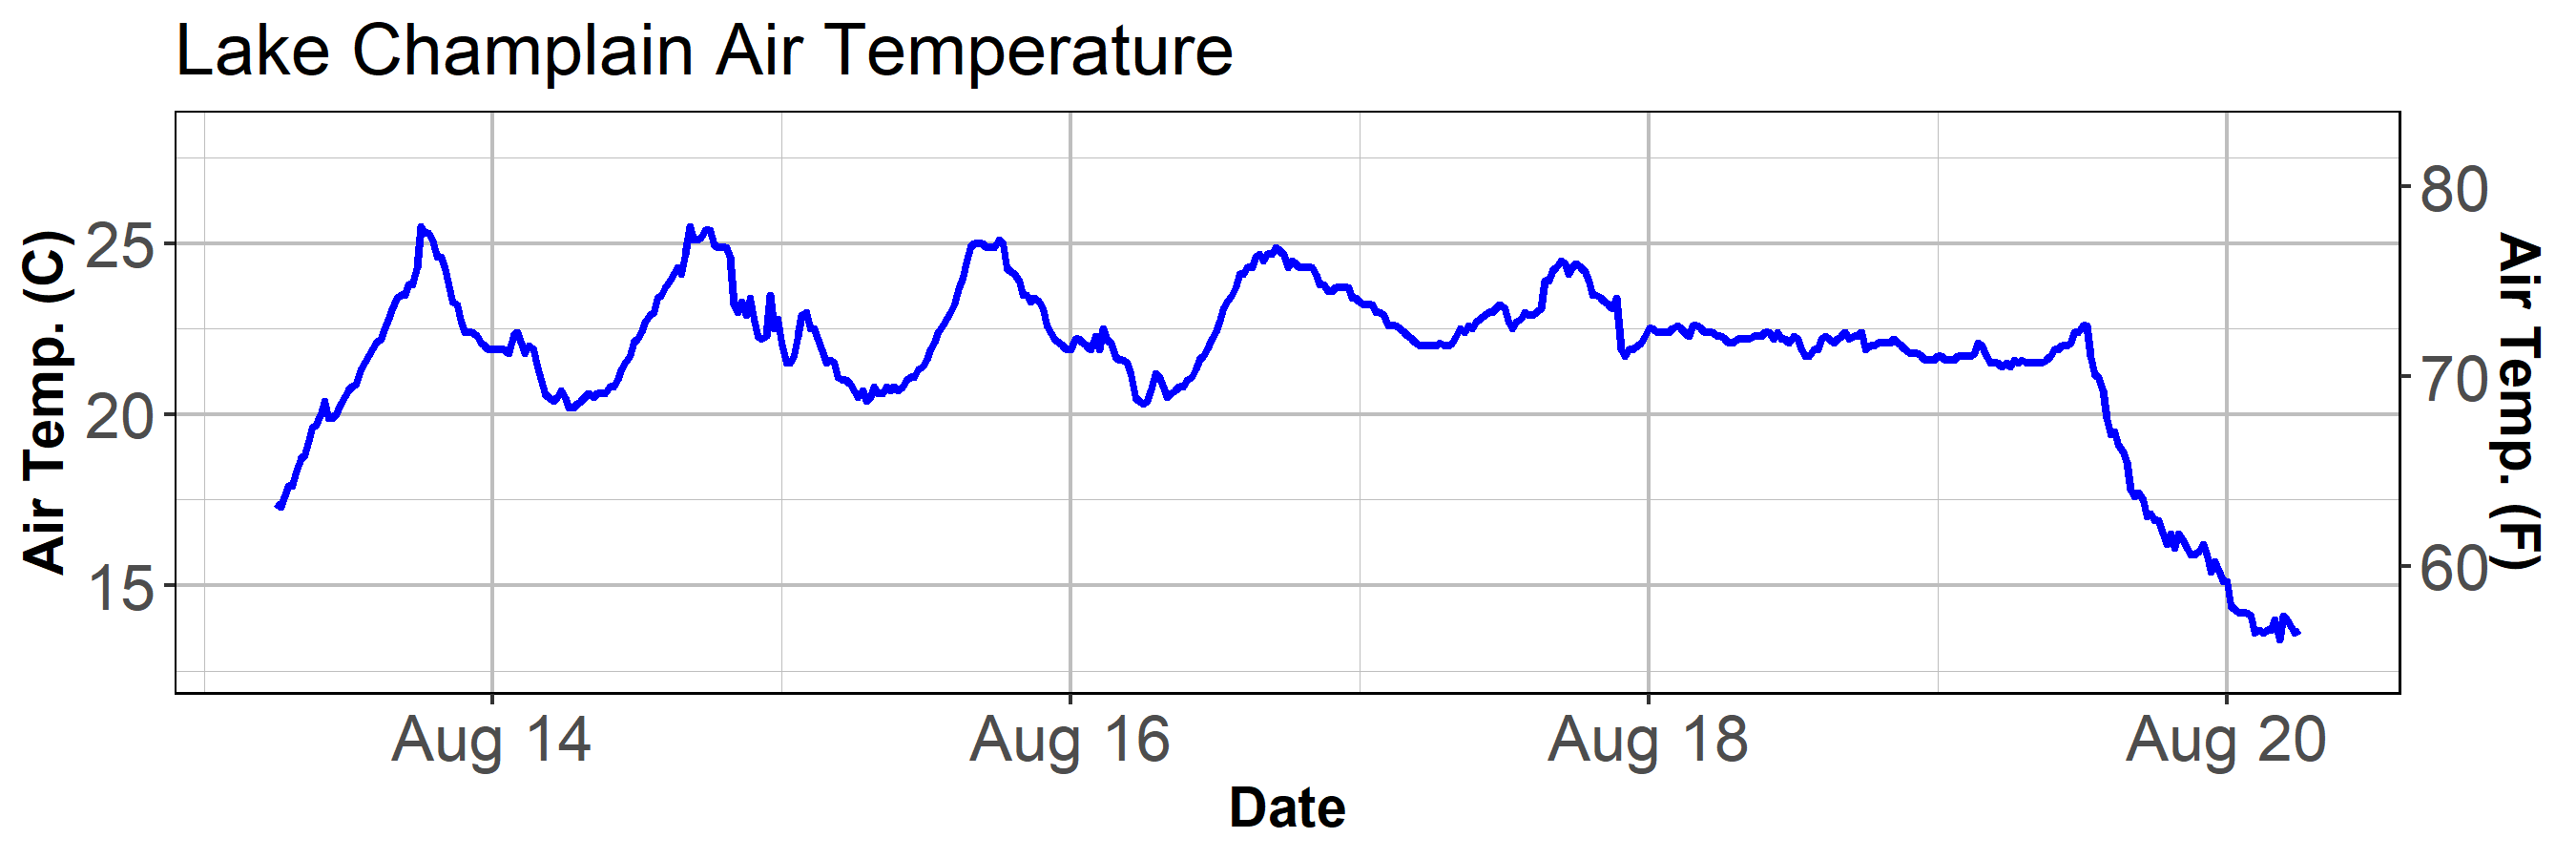 Lake Champlain Air Temperature
Air Temp. (C)
25
20
15
80
70
60
Air Temp. (F)
Aug 14 Aug 16 Aug 18 Aug 20
Date